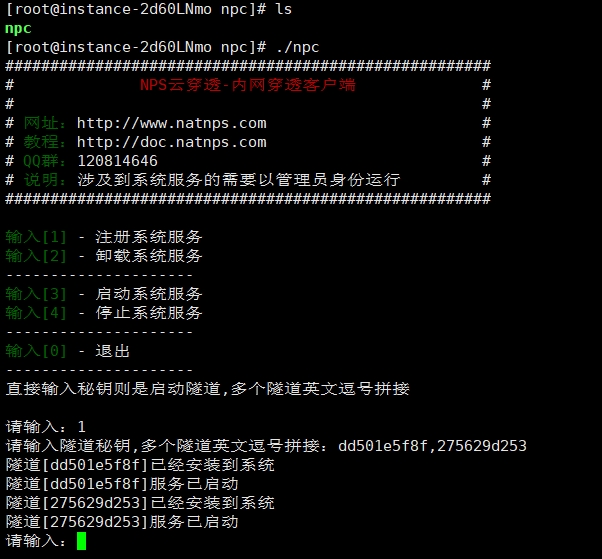 [root@instance-2d60LNmo npc]# ls
npc
[root@instance-2d60LNmo npc]# ./npc
######################################################
#              NPS云穿透-内网穿透客户端              #
#                                                    #
# 网址：http://www.natnps.com                        #
# 教程：http://doc.natnps.com                        #
# QQ群：120814646                                    #
# 说明：涉及到系统服务的需要以管理员身份运行         #
######################################################

输入[1] - 注册系统服务
输入[2] - 卸载系统服务
---------------------
输入[3] - 启动系统服务
输入[4] - 停止系统服务
---------------------
输入[0] - 退出
---------------------
直接输入秘钥则是启动隧道,多个隧道英文逗号拼接

请输入：1
请输入隧道秘钥,多个隧道英文逗号拼接：dd501e5f8f,275629d253
隧道[dd501e5f8f]已经安装到系统
隧道[dd501e5f8f]服务已启动
隧道[275629d253]已经安装到系统
隧道[275629d253]服务已启动
请输入：